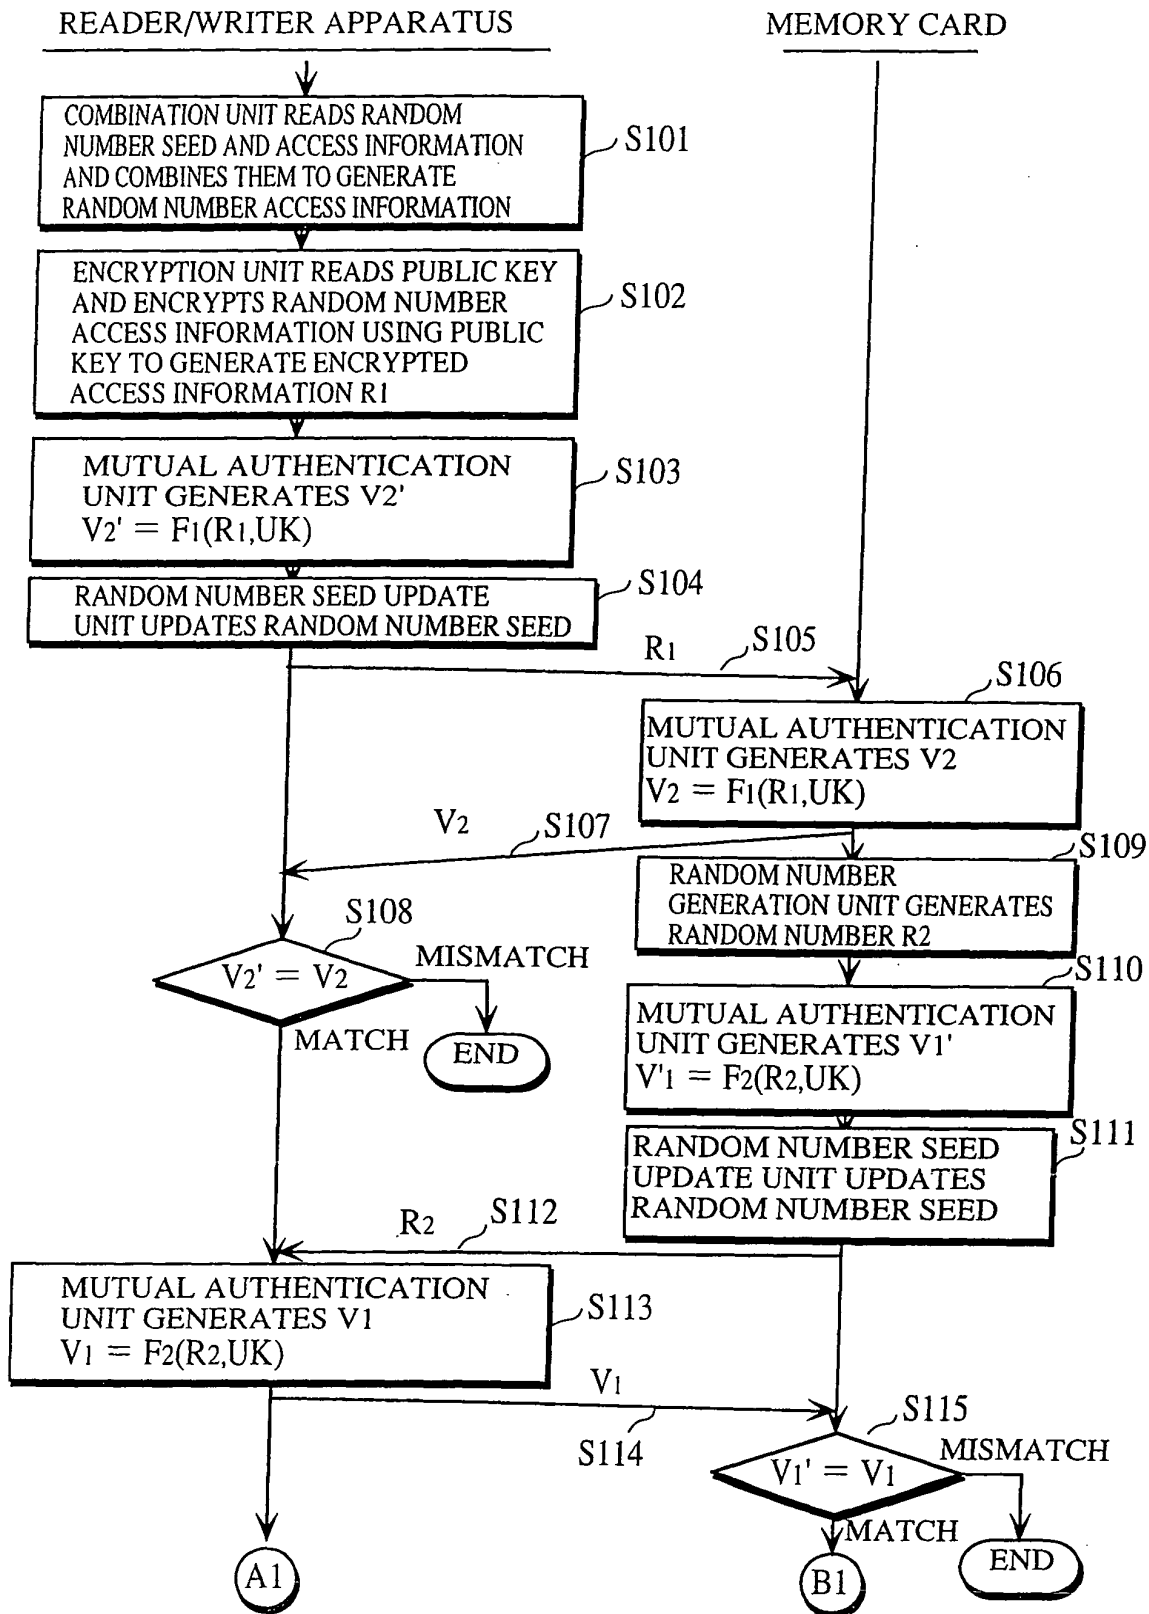 READER/WRITER APPARATUS
MEMORY CARD
COMBINATION UNIT READS RANDOM
NUMBER SEED AND ACCESS INFORMATION
AND COMBINES THEM TO GENERATE
RANDOM NUMBER ACCESS INFORMATION
S101
ENCRYPTION UNIT READS PUBLIC KEY
AND ENCRYPTS RANDOM NUMBER
ACCESS INFORMATION USING PUBLIC
KEY TO GENERATE ENCRYPTED
ACCESS INFORMATION R1
S102
MUTUAL AUTHENTICATION
UNIT GENERATES V2'
V2' = F1(R1,UK)
S103
RANDOM NUMBER SEED UPDATE
UNIT UPDATES RANDOM NUMBER SEED
S104
R1
S105
S106
MUTUAL AUTHENTICATION
UNIT GENERATES V2
V2 = F1(R1,UK)
V2
S107
S109
RANDOM NUMBER
GENERATION UNIT GENERATES
RANDOM NUMBER R2
S108
V2' = V2
MISMATCH
MATCH
END
S110
MUTUAL AUTHENTICATION
UNIT GENERATES V1'
V'1 = F2(R2,UK)
S111
RANDOM NUMBER SEED
UPDATE UNIT UPDATES
RANDOM NUMBER SEED
R2
S112
MUTUAL AUTHENTICATION
UNIT GENERATES V1
V1 = F2(R2,UK)
S113
V1
S114
S115
V1' = V1
MISMATCH
MATCH
END
A1
B1